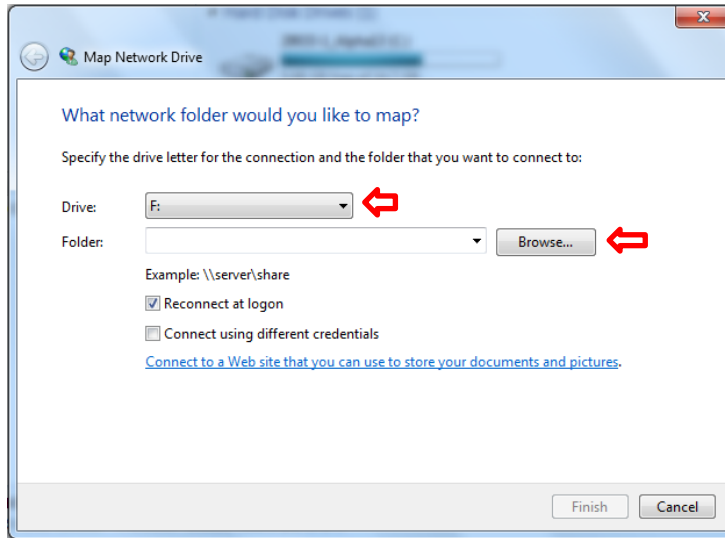 Map Network Drive
What network folder would you like to map?
Specify the drive letter for the connection and the folder that you want to connect to:
Drive: F:
Folder: Browse...
Example: \\server\share
Reconnect at logon
Connect using different credentials
Connect to a Web site that you can use to store your documents and pictures.
Finish Cancel